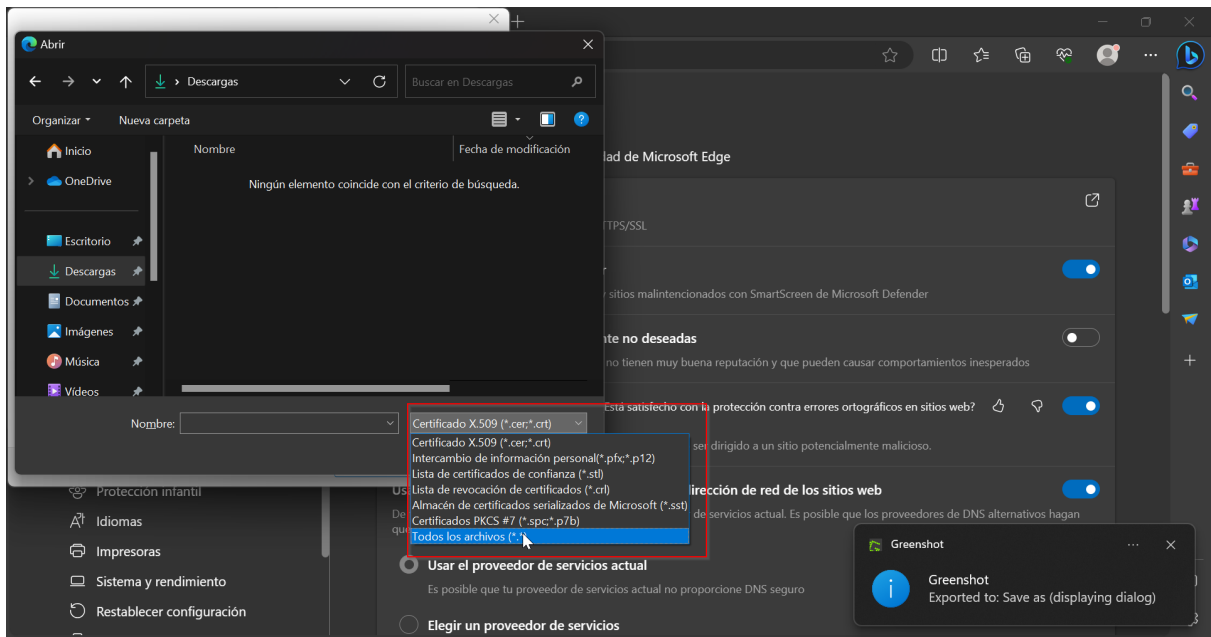 Abrir
Descargas
Buscar en Descargas
Organizar
Nueva carpeta
Inicio
OneDrive
Escritorio
Descargas
Documentos
Imágenes
Música
Vídeos
Nombre
Fecha de modificación
Ningún elemento coincide con el criterio de búsqueda.
Nombre:
Certificado X.509 (*.cer;*.crt)
Certificado X.509 (*.cer;*.crt)
Intercambio de información personal(*.pfx;*.p12)
Lista de certificados de confianza (*.stl)
Lista de revocación de certificados (*.crl)
Almacén de certificados serializados de Microsoft (*.sst)
Certificados PKCS #7 (*.spc;*.p7b)
Todos los archivos (*.*)
dad de Microsoft Edge
TTPS/SSL
sitios malintencionados con SmartScreen de Microsoft Defender
nte no deseadas
no tienen muy buena reputación y que pueden causar comportamientos inesperados
Está satisfecho con la protección contra errores ortográficos en sitios web?
ser dirigido a un sitio potencialmente malicioso.
Us
dirección de red de los sitios web
De
de servicios actual. Es posible que los proveedores de DNS alternativos hagan
que
Usar el proveedor de servicios actual
Es posible que tu proveedor de servicios actual no proporcione DNS seguro
Elegir un proveedor de servicios
Protección infantil
Idiomas
Impresoras
Sistema y rendimiento
Restablecer configuración
Greenshot
Greenshot
Exported to: Save as (displaying dialog)